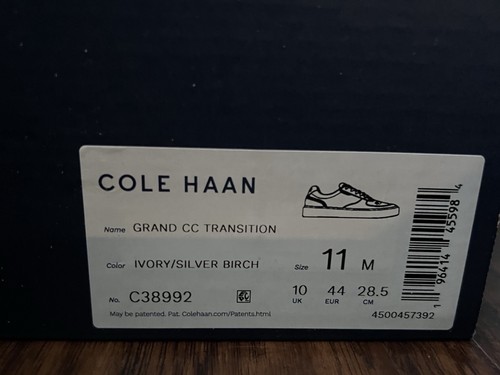 COLE HAAN
Name GRAND CC TRANSITION
Color IVORY/SILVER BIRCH
Size 11 M
No. C38992
10 44 28.5
UK EUR CM
May be patented. Pat. Colehaan.com/Patents.html
4500457392
1 96414 45598 4